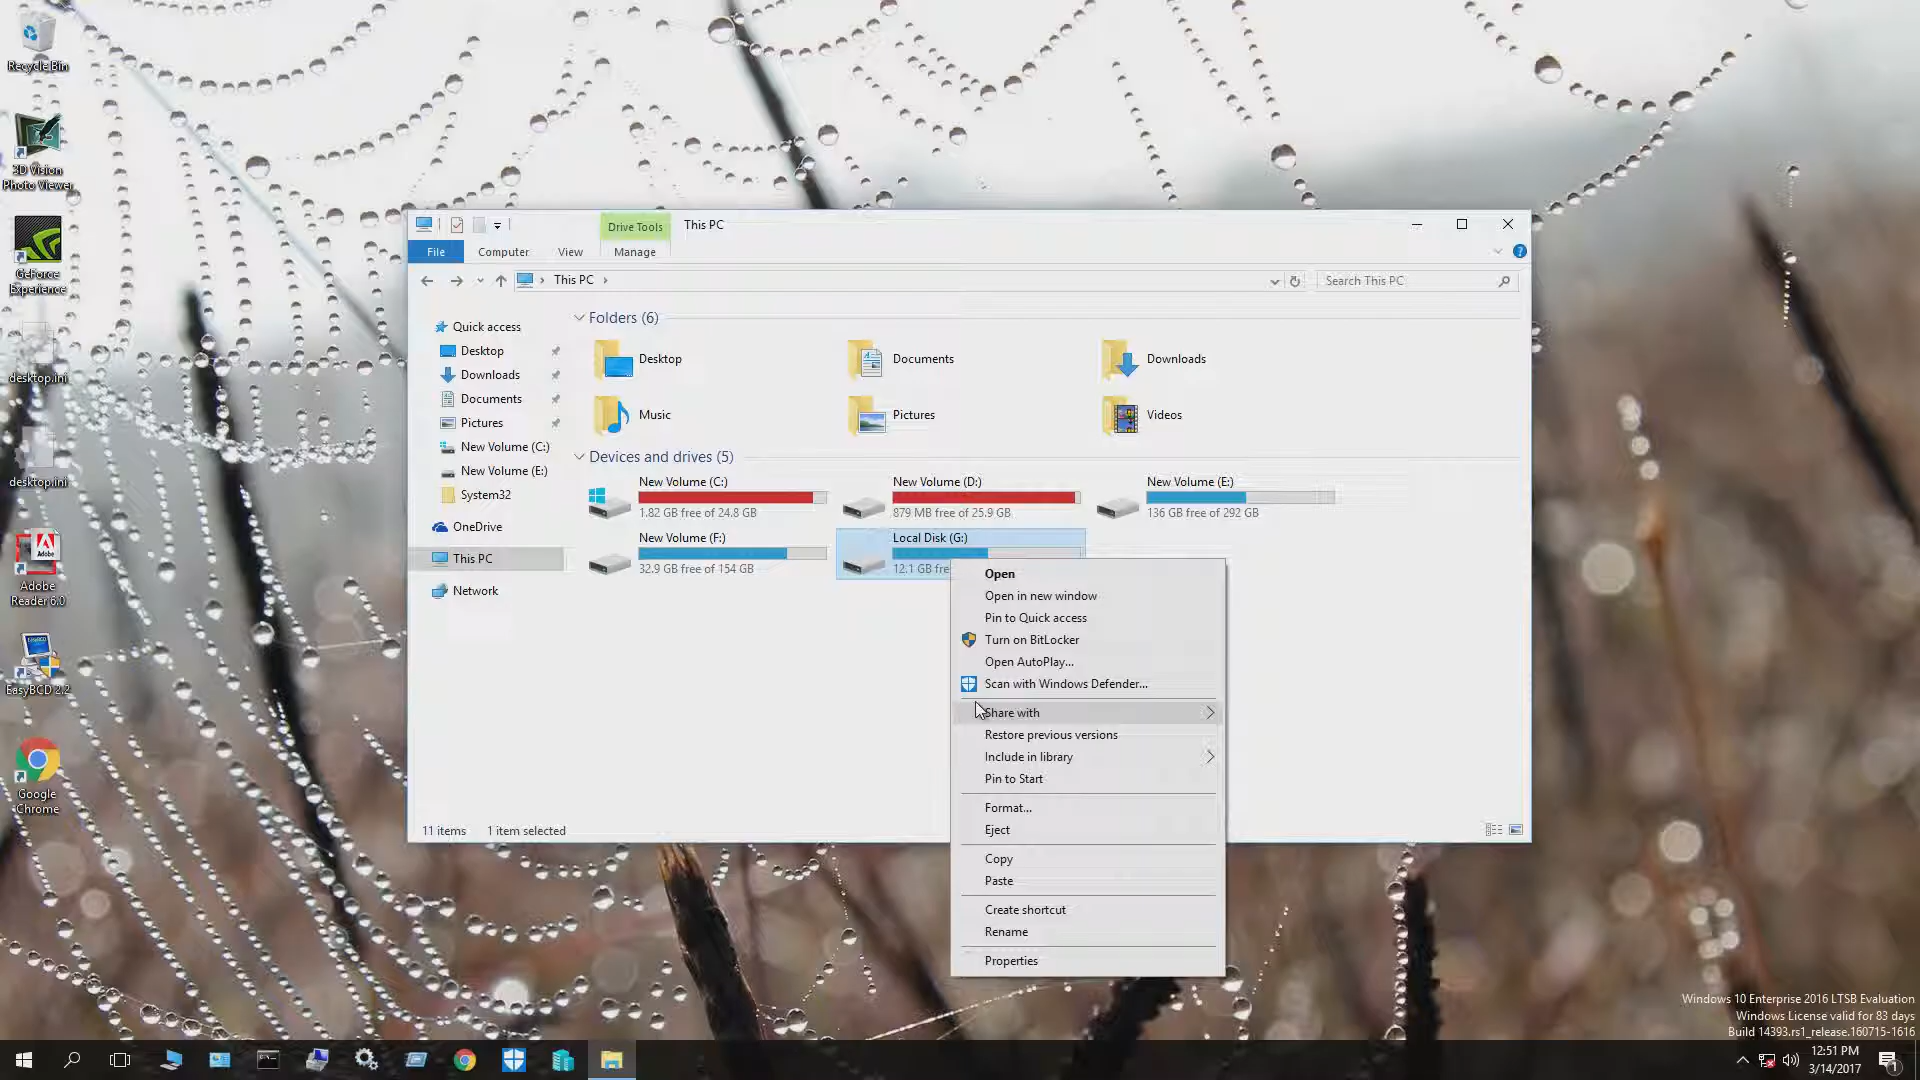 Recycle Bin
3D Vision
Photo Viewer
GeForce
Experience
desktop.ini
desktop.ini
Adobe
Adobe
Reader 6.0
EasyBCD 2.2
Google
Chrome
Drive Tools
This PC
File
Computer
View
Manage
This PC
Search This PC
Quick access
Desktop
Downloads
Documents
Pictures
New Volume (C:)
New Volume (E:)
System32
OneDrive
This PC
Network
Folders (6)
Desktop
Documents
Downloads
Music
Pictures
Videos
Devices and drives (5)
New Volume (C:)
1.82 GB free of 24.8 GB
New Volume (D:)
879 MB free of 25.9 GB
New Volume (E:)
136 GB free of 292 GB
New Volume (F:)
32.9 GB free of 154 GB
Local Disk (G:)
12.1 GB fre
Open
Open in new window
Pin to Quick access
Turn on BitLocker
Open AutoPlay...
Scan with Windows Defender...
Share with
Restore previous versions
Include in library
Pin to Start
Format...
Eject
Copy
Paste
Create shortcut
Rename
Properties
11 items
1 item selected
Windows 10 Enterprise 2016 LTSB Evaluation
Windows License valid for 83 days
Build 14393.rs1_release.160715-1616
12:51 PM
3/14/2017
1